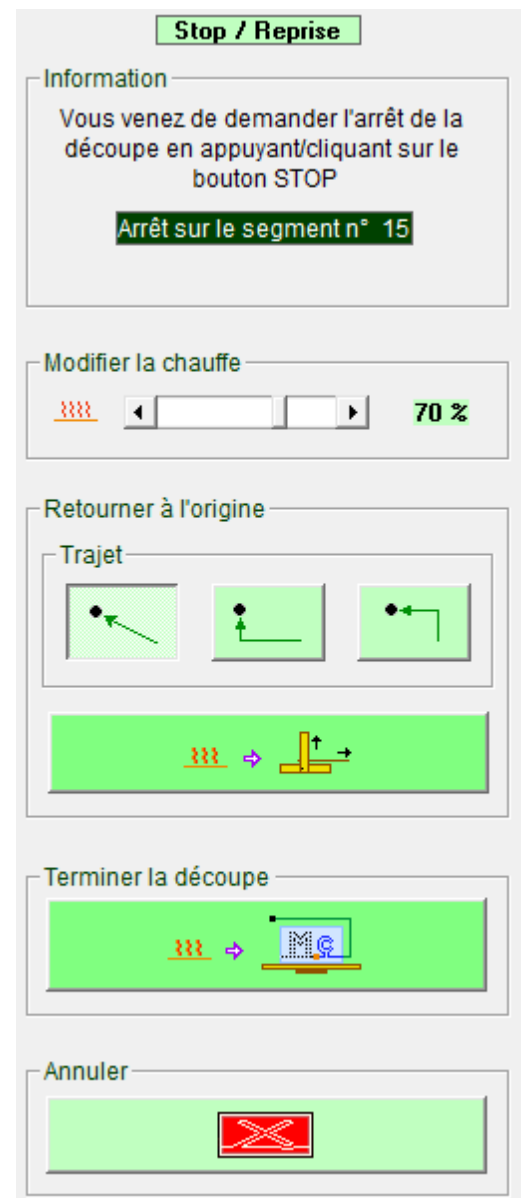 Stop / Reprise
Information
Vous venez de demander l'arrêt de la
découpe en appuyant/cliquant sur le
bouton STOP
Arrêt sur le segment n° 15
Modifier la chauffe
70 %
Retourner à l'origine
Trajet
Terminer la découpe
Mc
Annuler